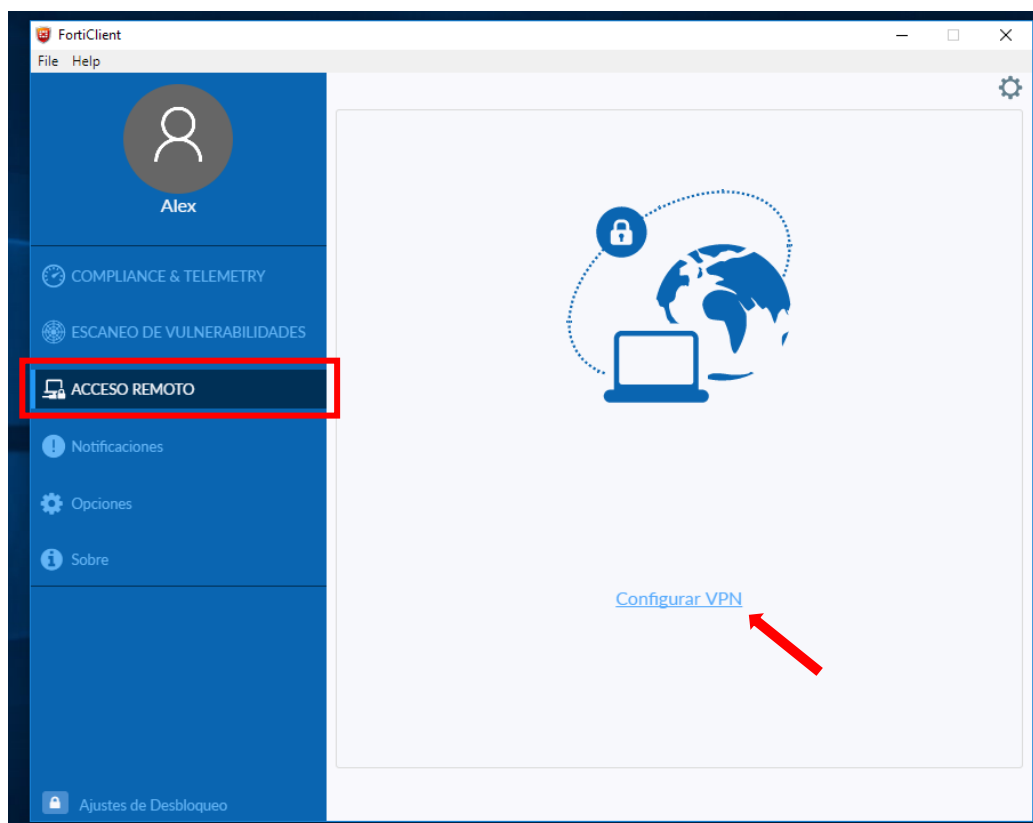 FortiClient
File Help
Alex
COMPLIANCE & TELEMETRY
ESCANEO DE VULNERABILIDADES
ACCESO REMOTO
Notificaciones
Opciones
Sobre
Configurar VPN
Ajustes de Desbloqueo